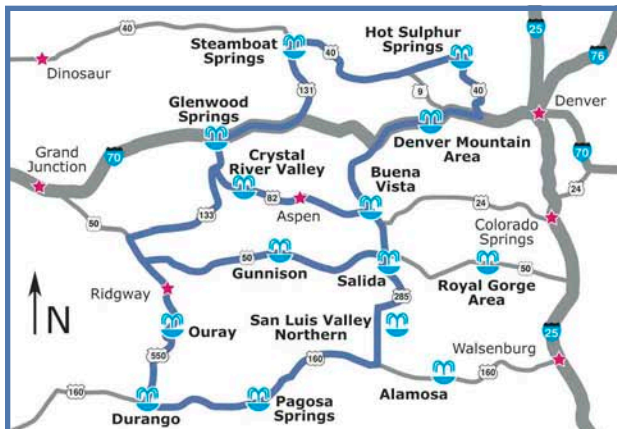 40
25
76
Steamboat
Springs
Hot Sulphur
Springs
40
Dinosaur
131
9
40
Glenwood
Springs
Denver
Grand
Junction
70
Crystal
River Valley
Denver Mountain
Area
70
Buena
Vista
24
82
Aspen
24
133
50
Colorado
Springs
50
Gunnison
Salida
Royal Gorge
Area
50
N
Ridgway
285
Ouray
San Luis Valley
Northern
25
550
Walsenburg
160
160
160
Durango
Pagosa
Springs
Alamosa